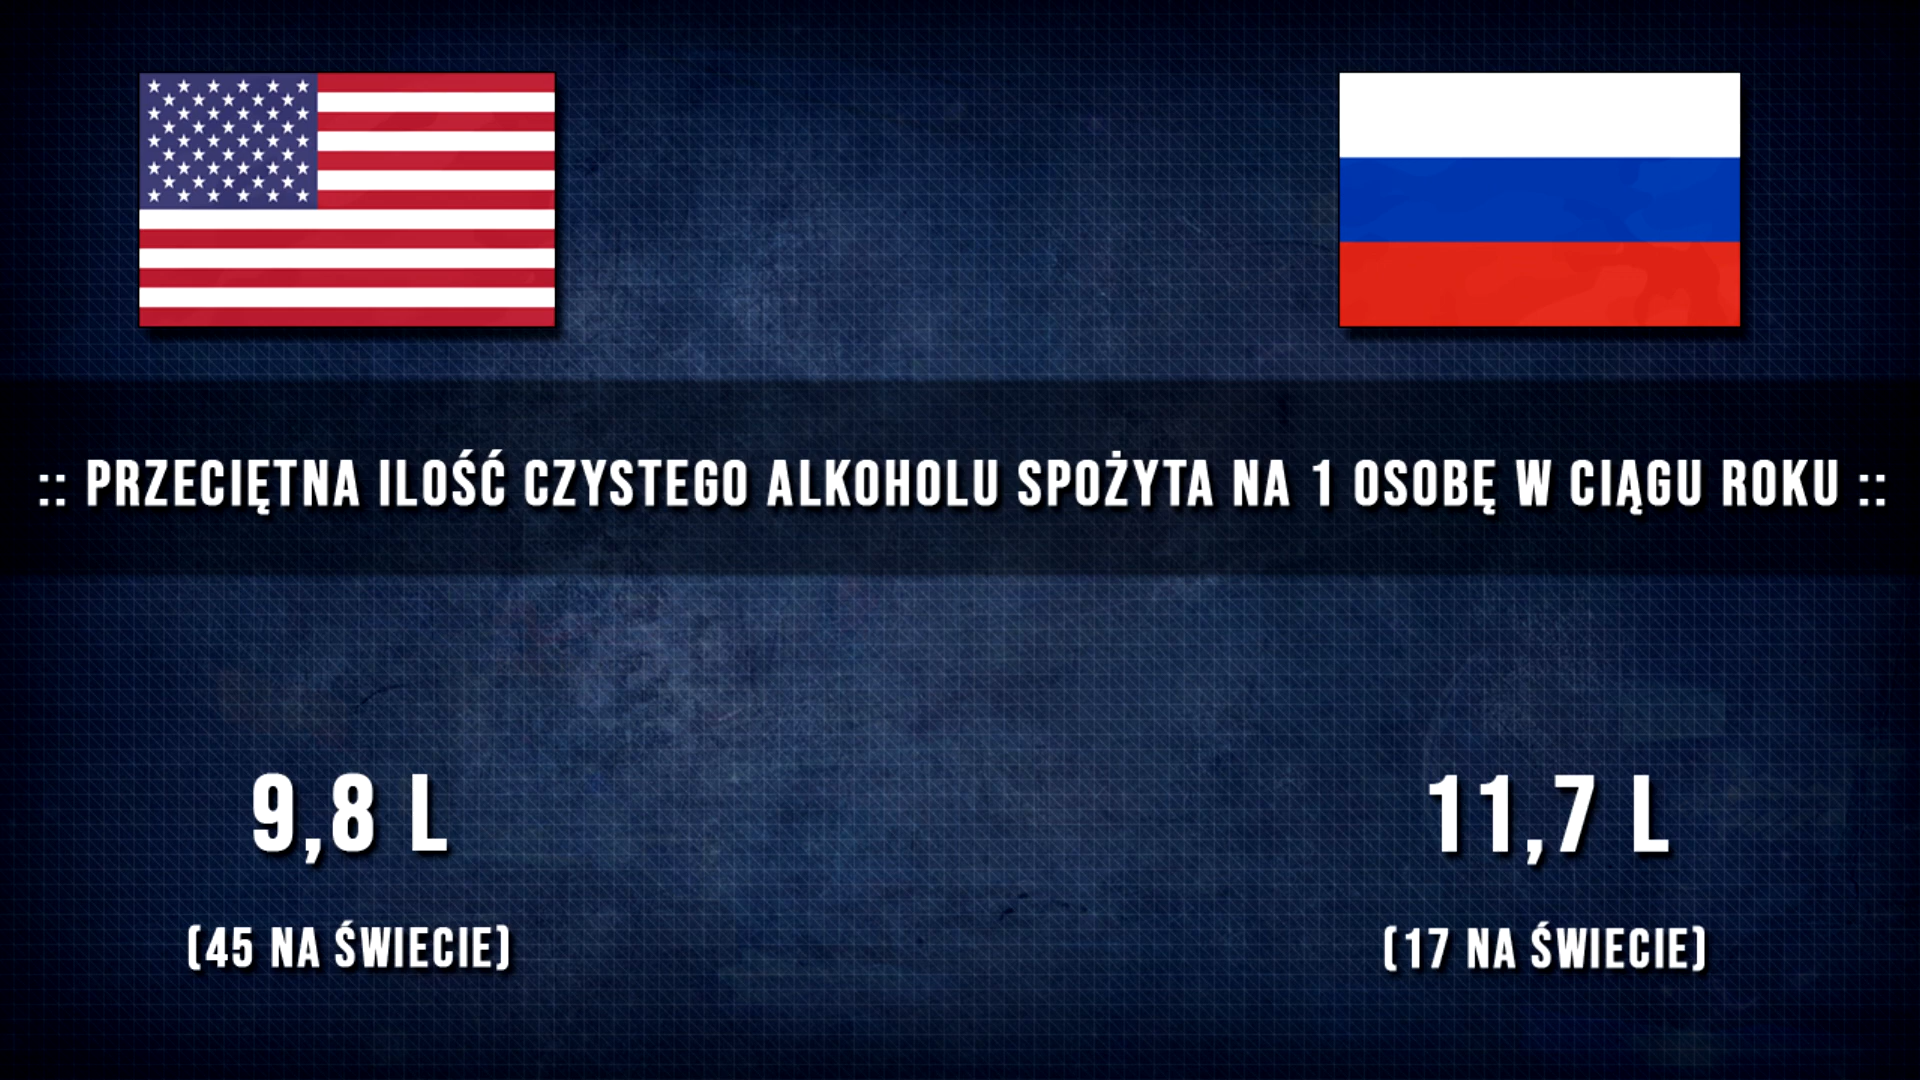 :: PRZECIĘTNA ILOŚĆ CZYSTEGO ALKOHOLU SPOŻYTA NA 1 OSOBĘ W CIĄGU ROKU ::
9,8 L
11,7 L
(45 NA ŚWIECIE)
(17 NA ŚWIECIE)